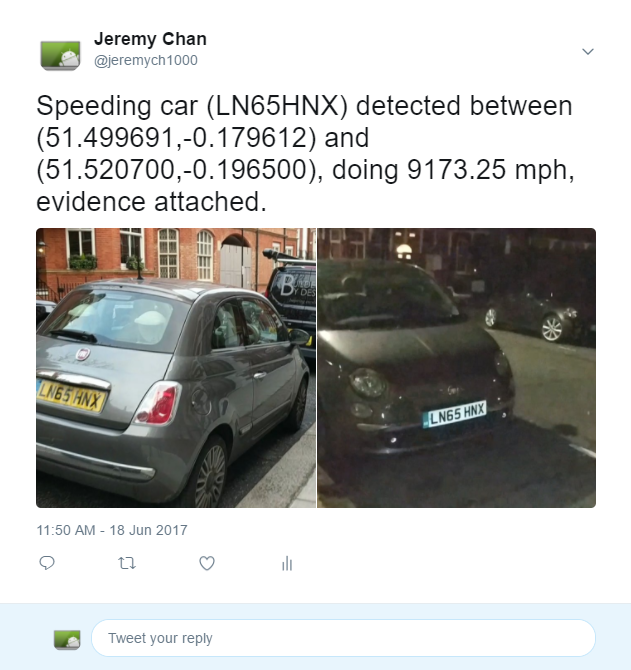 Jeremy Chan
@jeremych1000
Speeding car (LN65HNX) detected between
(51.499691,-0.179612) and
(51.520700,-0.196500), doing 9173.25 mph,
evidence attached.
LN65 HNX
LN65 HNX
11:50 AM - 18 Jun 2017
Tweet your reply